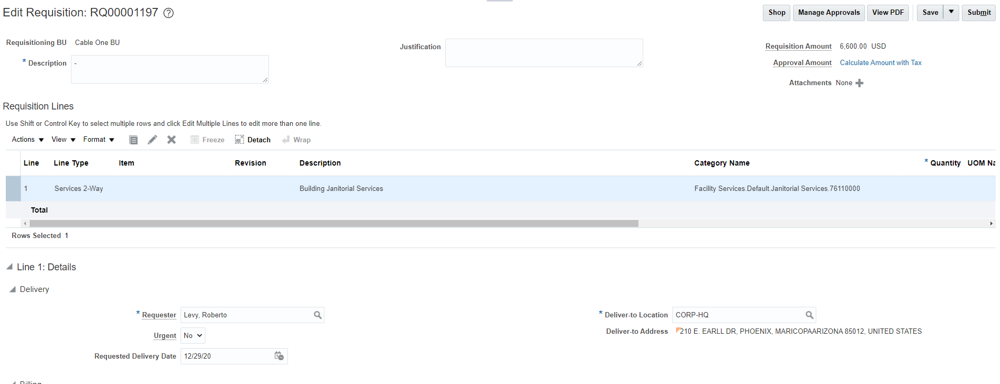 Edit Requisition: RQ00001197 ?
Shop Manage Approvals View PDF Save Submit
Requisitioning BU Cable One BU
* Description -
Justification
Requisition Amount 6,600.00 USD
Approval Amount Calculate Amount with Tax
Attachments None
Requisition Lines
Use Shift or Control Key to select multiple rows and click Edit Multiple Lines to edit more than one line.
Actions View Format Freeze Detach Wrap
Line Line Type Item Revision Description Category Name * Quantity UOM Na
1 Services 2-Way Building Janitorial Services Facility Services.Default.Janitorial Services.76110000
Total
Rows Selected 1
Line 1: Details
Delivery
* Requester Levy, Roberto
Urgent No
Requested Delivery Date 12/29/20
* Deliver-to Location CORP-HQ
Deliver-to Address 210 E. EARLL DR, PHOENIX, MARICOPAARIZONA 85012, UNITED STATES
Billing